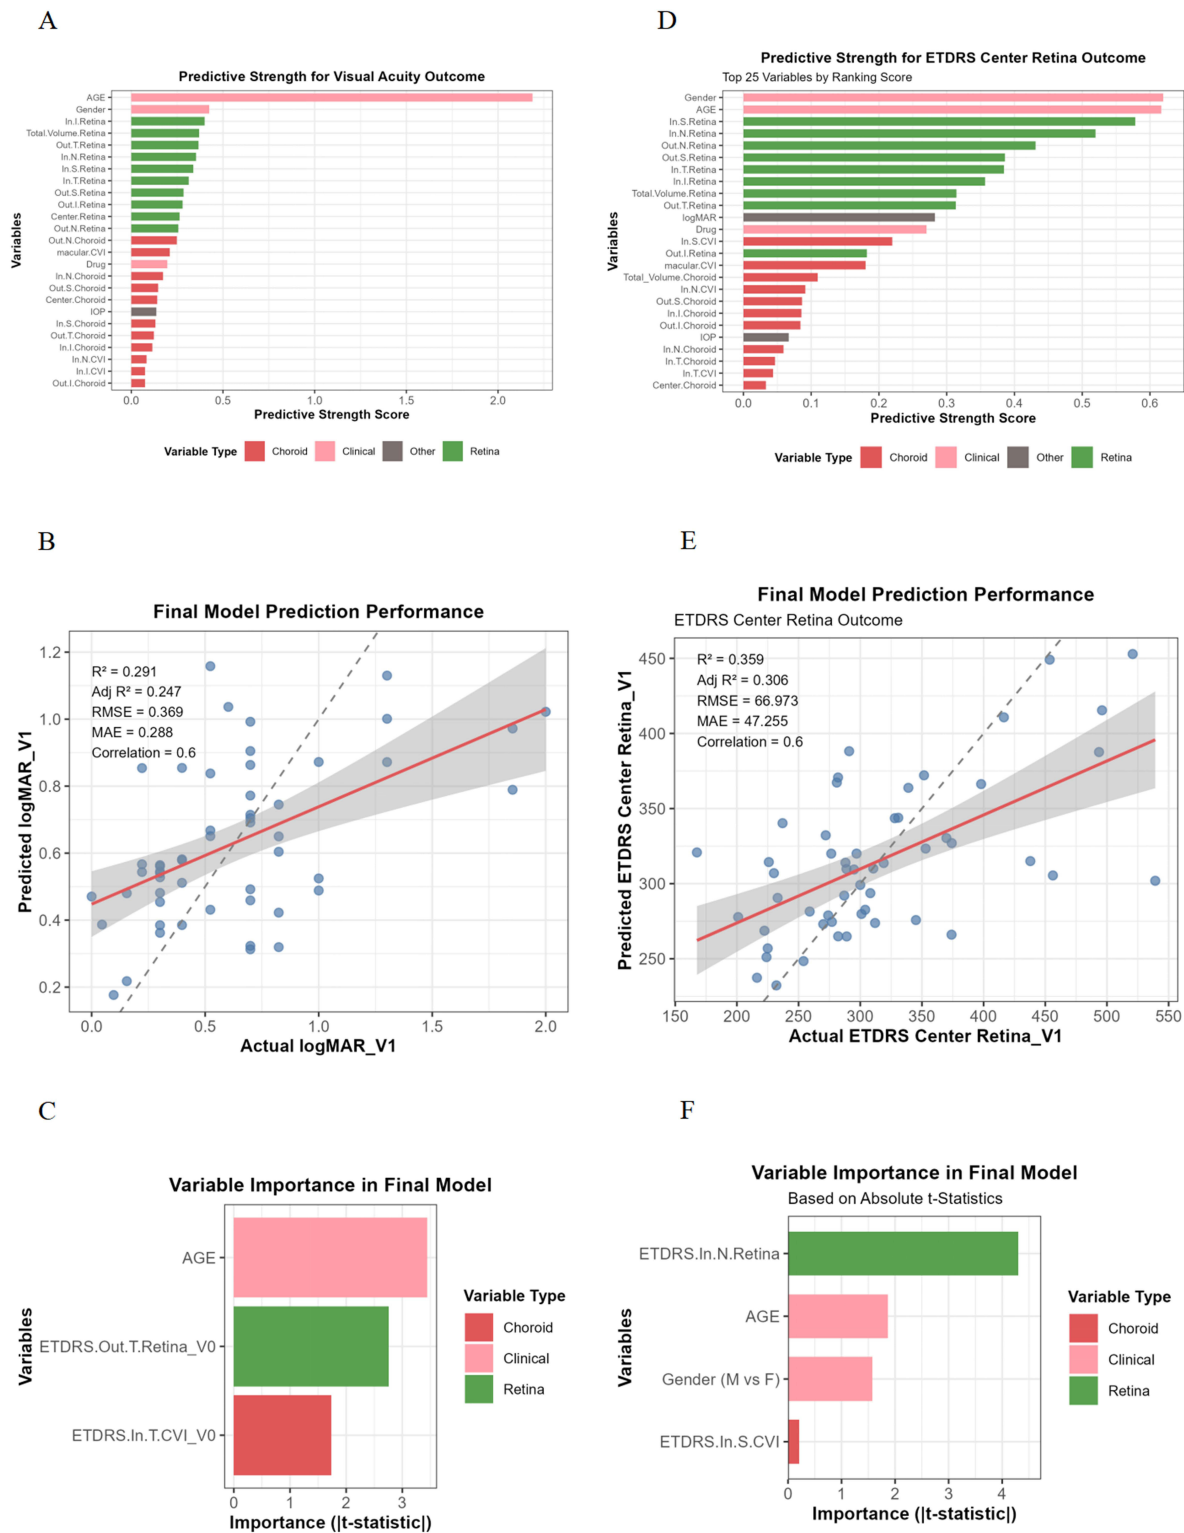 A
Predictive Strength for Visual Acuity Outcome
AGE
Gender
In.I.Retina
Total.Volume.Retina
Out.T.Retina
In.N.Retina
In.S.Retina
In.T.Retina
Out.S.Retina
Out.I.Retina
Center.Retina
Out.N.Retina
Out.N.Choroid
macular.CVI
Drug
In.N.Choroid
Out.S.Choroid
Center.Choroid
IOP
In.S.Choroid
Out.T.Choroid
In.I.Choroid
In.N.CVI
In.I.CVI
Out.I.Choroid
Variables
0.0 0.5 1.0 1.5 2.0
Predictive Strength Score
Variable Type Choroid Clinical Other Retina
D
Predictive Strength for ETDRS Center Retina Outcome
Top 25 Variables by Ranking Score
Gender
AGE
In.S.Retina
In.N.Retina
Out.N.Retina
Out.S.Retina
In.T.Retina
In.I.Retina
Total.Volume.Retina
Out.T.Retina
logMAR
Drug
In.S.CVI
Out.I.Retina
macular.CVI
Total_Volume.Choroid
In.N.CVI
Out.S.Choroid
In.I.Choroid
Out.I.Choroid
IOP
In.N.Choroid
In.T.Choroid
In.T.CVI
Center.Choroid
Variables
0.0 0.1 0.2 0.3 0.4 0.5 0.6
Predictive Strength Score
Variable Type Choroid Clinical Other Retina
B
Final Model Prediction Performance
R² = 0.291
Adj R² = 0.247
RMSE = 0.369
MAE = 0.288
Correlation = 0.6
1.2
1.0
0.8
0.6
0.4
0.2
Predicted logMAR_V1
0.0 0.5 1.0 1.5 2.0
Actual logMAR_V1
E
Final Model Prediction Performance
ETDRS Center Retina Outcome
R² = 0.359
Adj R² = 0.306
RMSE = 66.973
MAE = 47.255
Correlation = 0.6
450
400
350
300
250
Predicted ETDRS Center Retina_V1
150 200 250 300 350 400 450 500 550
Actual ETDRS Center Retina_V1
C
Variable Importance in Final Model
AGE
ETDRS.Out.T.Retina_V0
ETDRS.In.T.CVI_V0
Variables
0 1 2 3
Importance (|t-statistic|)
Variable Type
Choroid
Clinical
Retina
F
Variable Importance in Final Model
Based on Absolute t-Statistics
ETDRS.In.N.Retina
AGE
Gender (M vs F)
ETDRS.In.S.CVI
Variables
0 1 2 3 4
Importance (|t-statistic|)
Variable Type
Choroid
Clinical
Retina